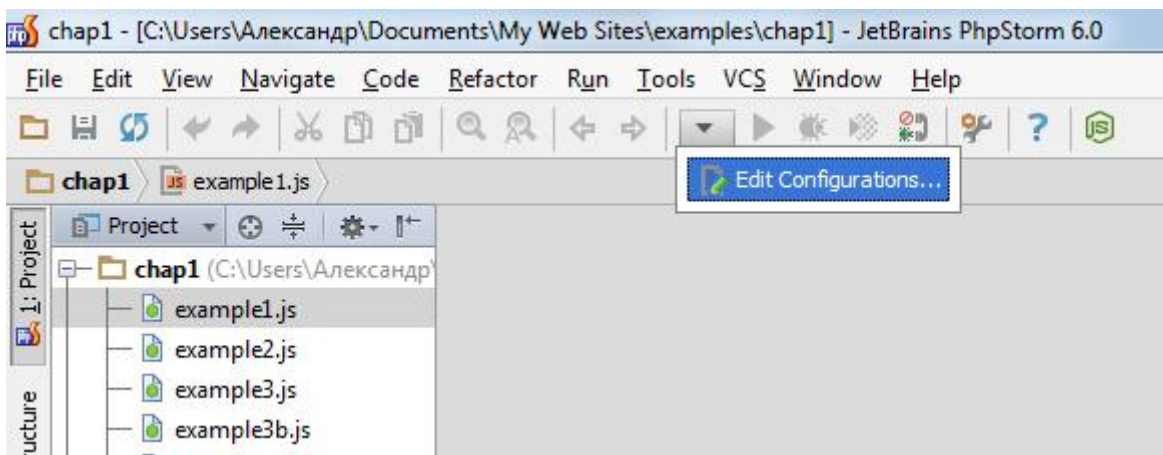 chap1 - [C:\Users\Александр\Documents\My Web Sites\examples\chap1] - JetBrains PhpStorm 6.0
File Edit View Navigate Code Refactor Run Tools VCS Window Help
chap1 JS example1.js
Edit Configurations...
1: Project
Project
chap1 (C:\Users\Александр\
example1.js
example2.js
example3.js
example3b.js
ucture